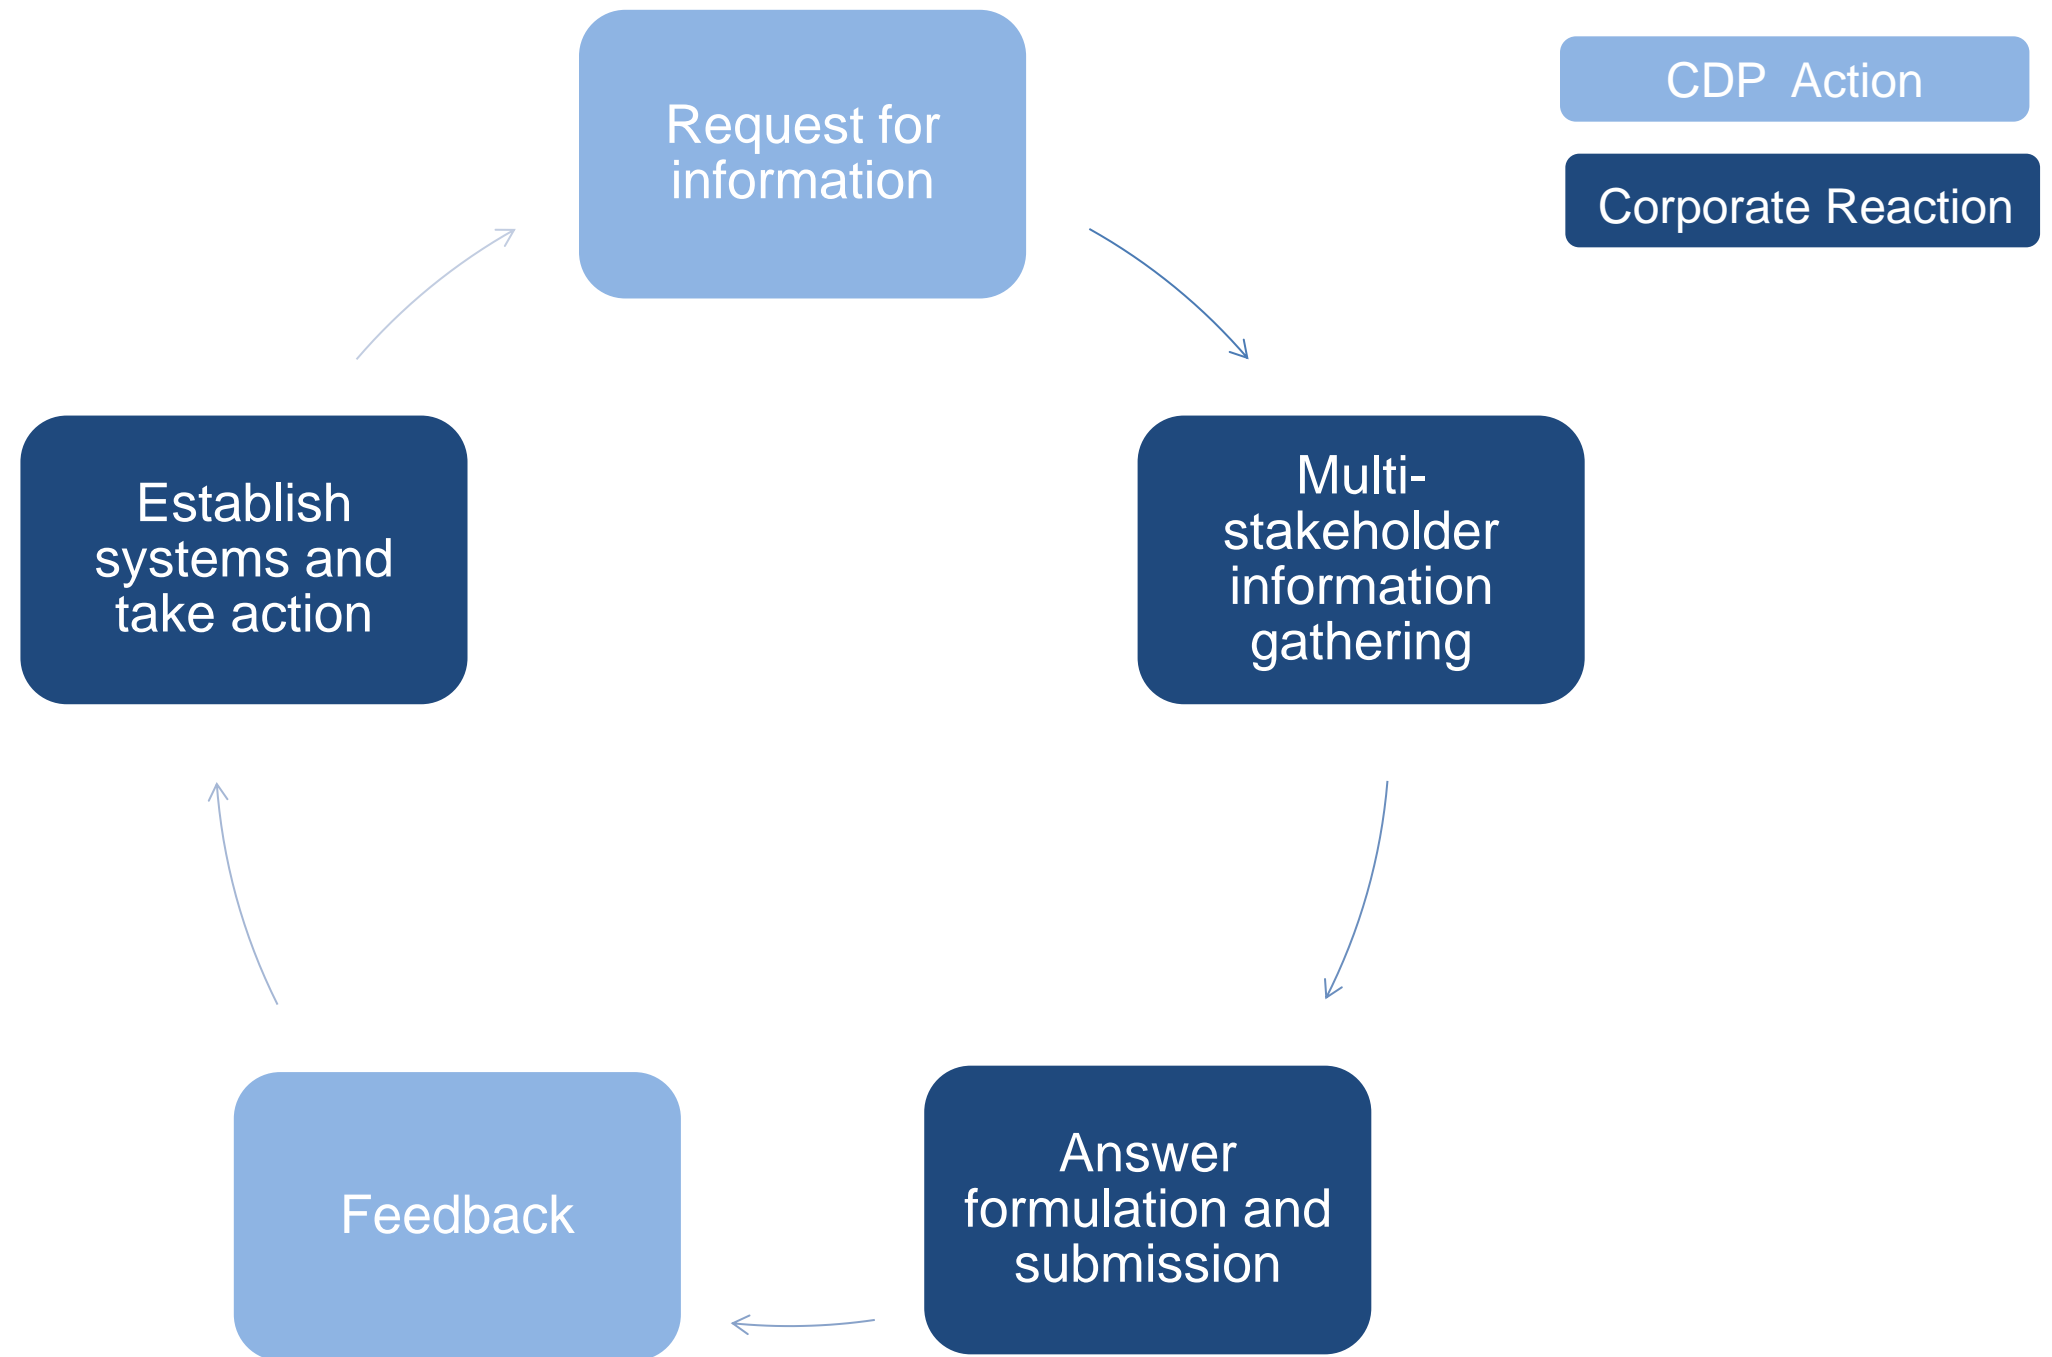 Request for
information
CDP  Action
Corporate Reaction
Establish
systems and
take action
Multi-
stakeholder
information
gathering
Feedback
Answer
formulation and
submission